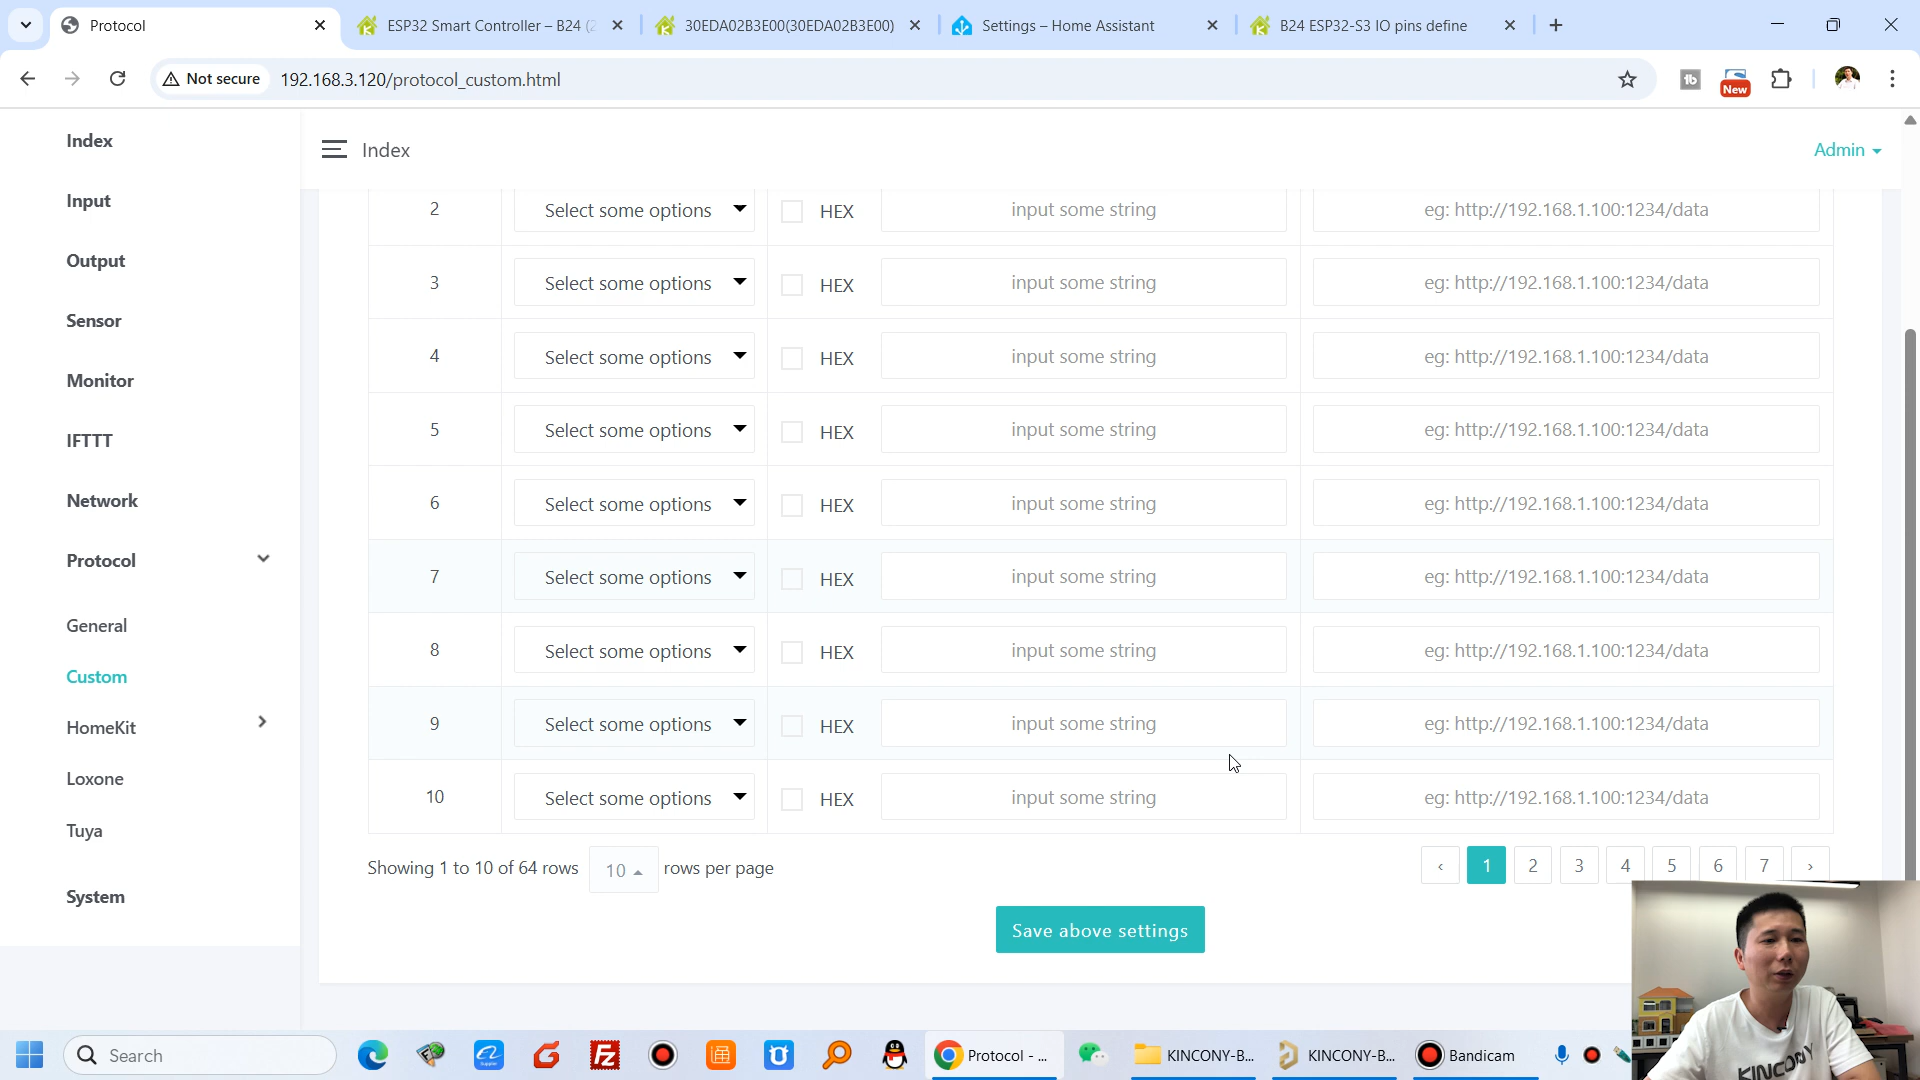 Protocol
ESP32 Smart Controller – B24 (2
30EDA02B3E00(30EDA02B3E00)
Settings – Home Assistant
B24 ESP32-S3 IO pins define
Not secure
192.168.3.120/protocol_custom.html
New
Index
Input
Output
Sensor
Monitor
IFTTT
Network
Protocol
General
Custom
HomeKit
Loxone
Tuya
System
Index
Admin
2 Select some options HEX input some string eg: http://192.168.1.100:1234/data
3 Select some options HEX input some string eg: http://192.168.1.100:1234/data
4 Select some options HEX input some string eg: http://192.168.1.100:1234/data
5 Select some options HEX input some string eg: http://192.168.1.100:1234/data
6 Select some options HEX input some string eg: http://192.168.1.100:1234/data
7 Select some options HEX input some string eg: http://192.168.1.100:1234/data
8 Select some options HEX input some string eg: http://192.168.1.100:1234/data
9 Select some options HEX input some string eg: http://192.168.1.100:1234/data
10 Select some options HEX input some string eg: http://192.168.1.100:1234/data
Showing 1 to 10 of 64 rows 10 rows per page ‹ 1 2 3 4 5 6 7 ›
Save above settings
KINCONY
Search
Protocol - ...
KINCONY-B...
KINCONY-B...
Bandicam